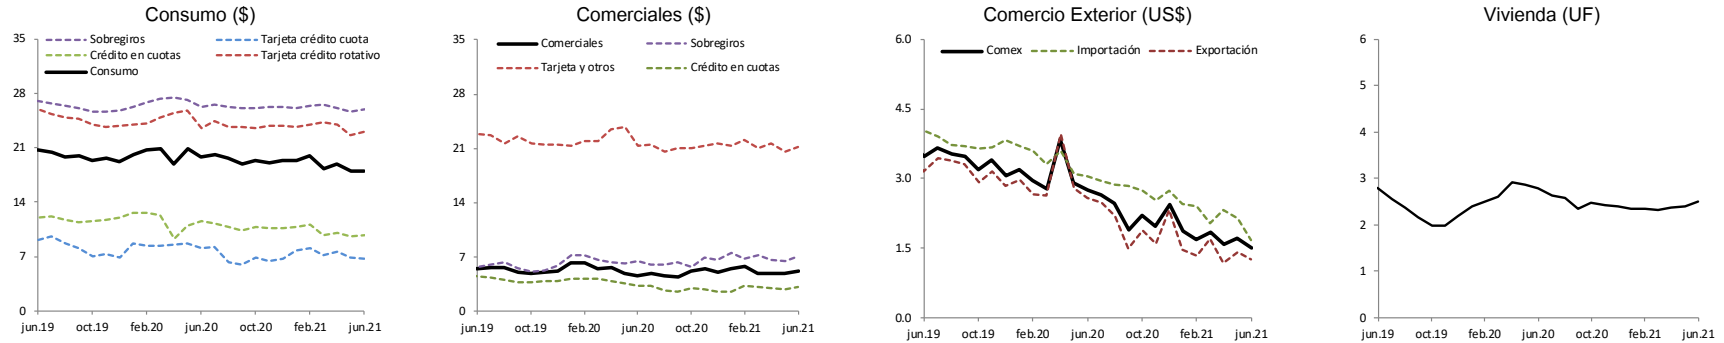 Consumo ($)
35
28
21
14
7
0
Sobregiros
Tarjeta crédito cuota
Crédito en cuotas
Tarjeta crédito rotativo
Consumo
jun.19
oct.19
feb.20
jun.20
oct.20
feb.21
jun.21
Comerciales ($)
35
28
21
14
7
0
Comerciales
Sobregiros
Tarjeta y otros
Crédito en cuotas
jun.19
oct.19
feb.20
jun.20
oct.20
feb.21
jun.21
Comercio Exterior (US$)
6.0
4.5
3.0
1.5
0.0
Comex
Importación
Exportación
jun.19
oct.19
feb.20
jun.20
oct.20
feb.21
jun.21
Vivienda (UF)
6
5
4
3
2
1
0
jun.19
oct.19
feb.20
jun.20
oct.20
feb.21
jun.21